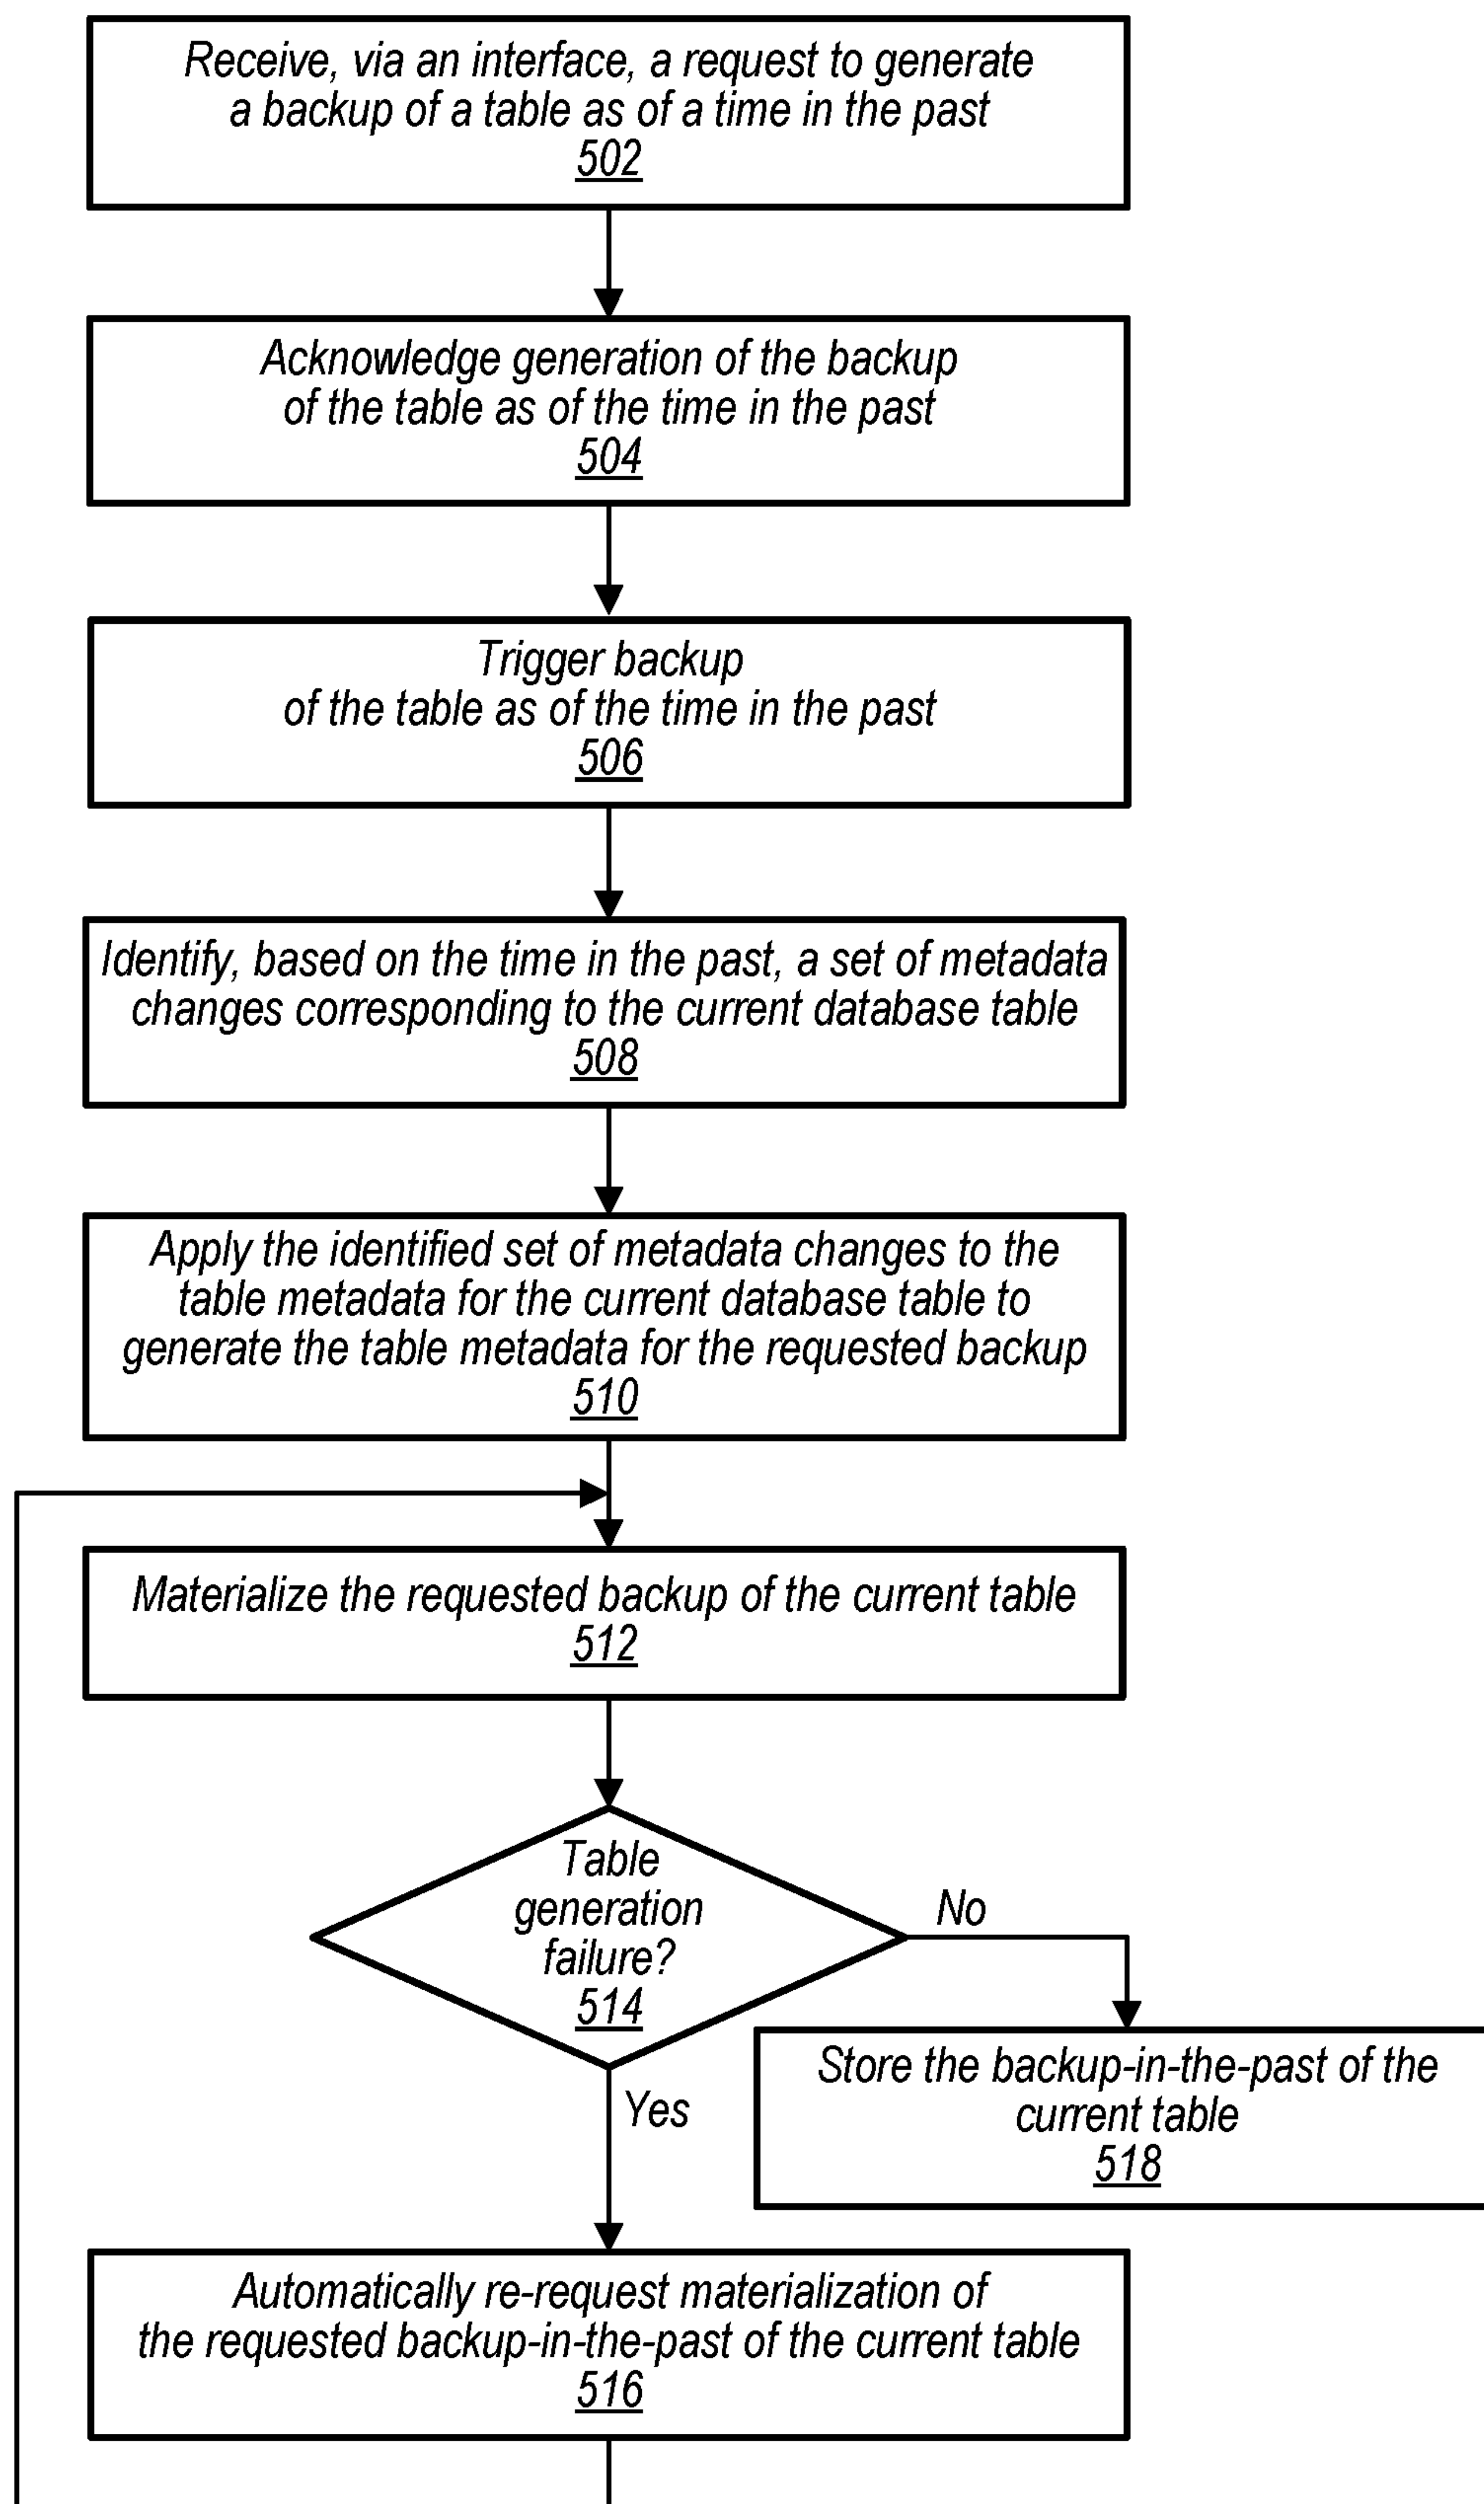 Receive, via an interface, a request to generate
a backup of a table as of a time in the past
502
Acknowledge generation of the backup
of the table as of the time in the past
504
Trigger backup
of the table as of the time in the past
506
Identify, based on the time in the past, a set of metadata
changes corresponding to the current database table
508
Apply the identified set of metadata changes to the
table metadata for the current database table to
generate the table metadata for the requested backup
510
Materialize the requested backup of the current table
512
Table
generation
failure?
514
No
Store the backup-in-the-past of the
current table
518
Yes
Automatically re-request materialization of
the requested backup-in-the-past of the current table
516